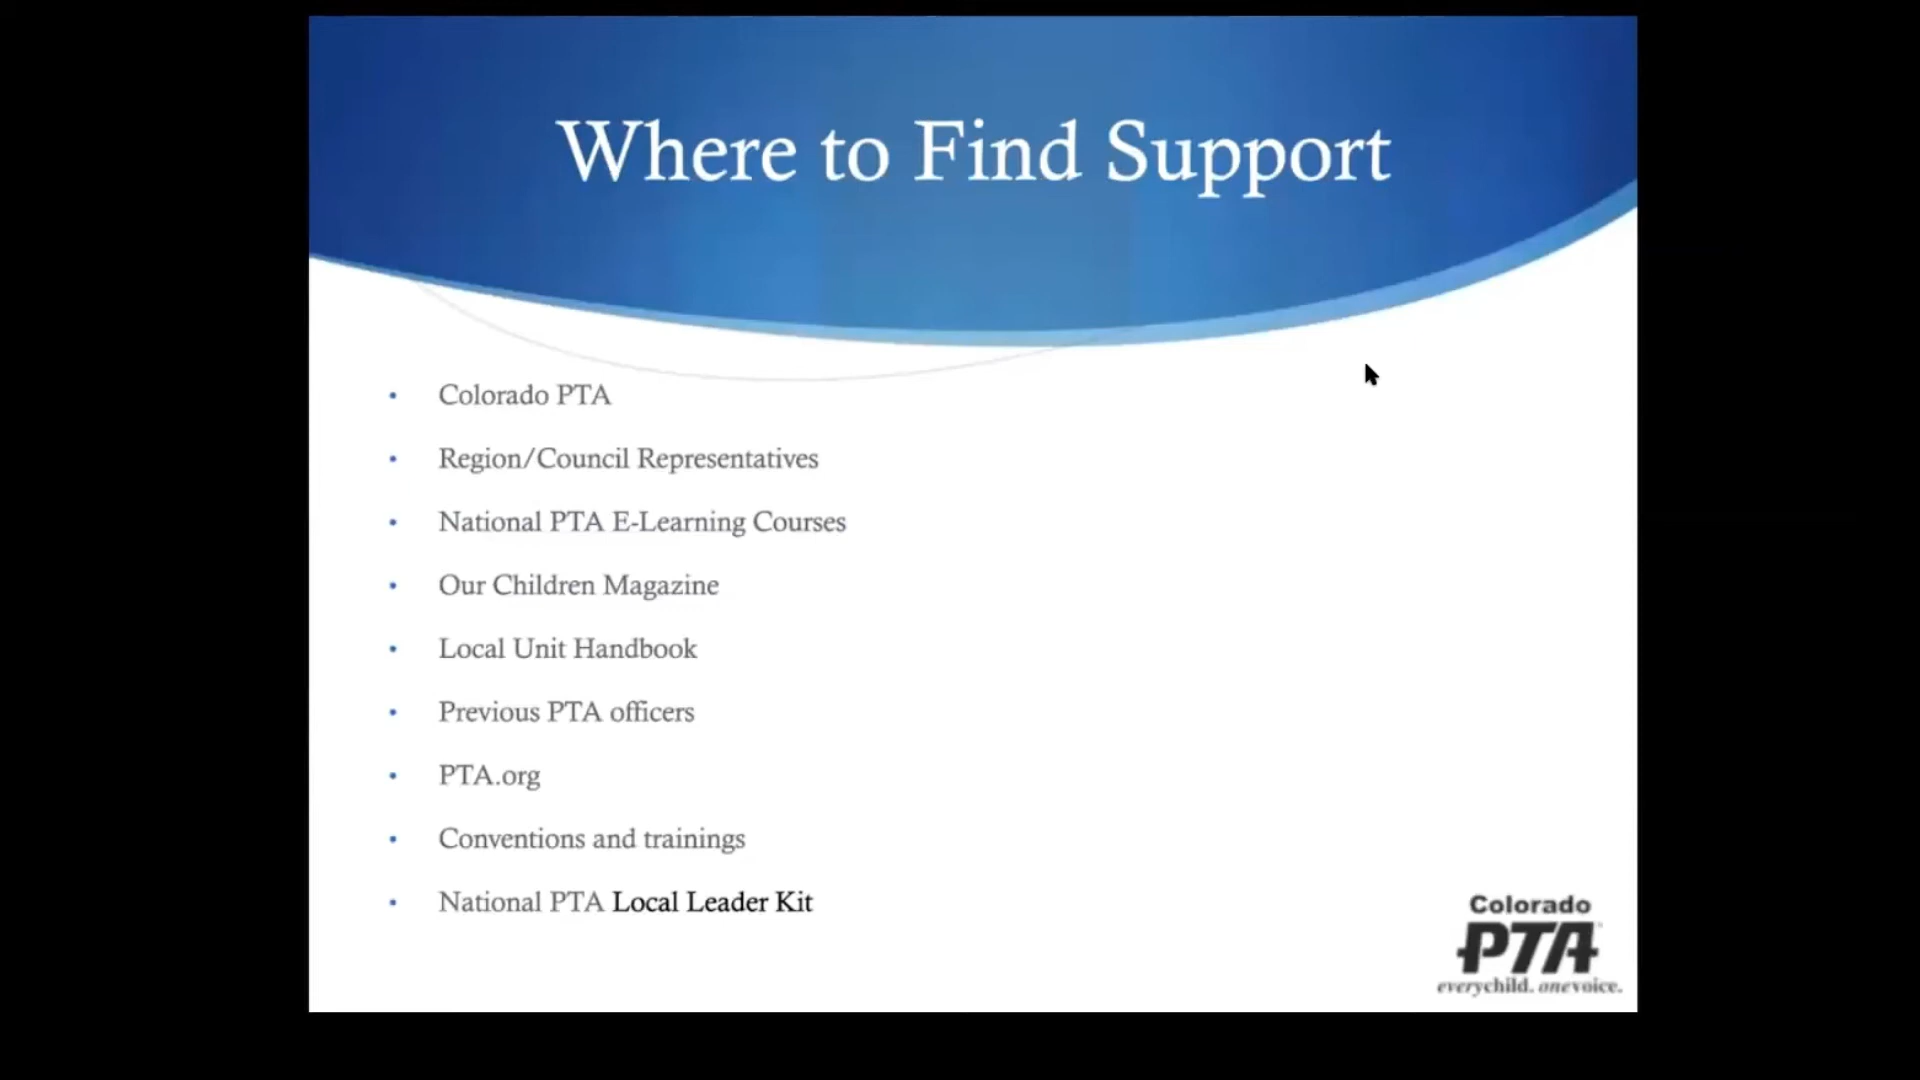 Where to Find Support
• Colorado PTA
• Region/Council Representatives
• National PTA E-Learning Courses
• Our Children Magazine
• Local Unit Handbook
• Previous PTA officers
• PTA.org
• Conventions and trainings
• National PTA Local Leader Kit
Colorado
PTA
everychild. onevoice.